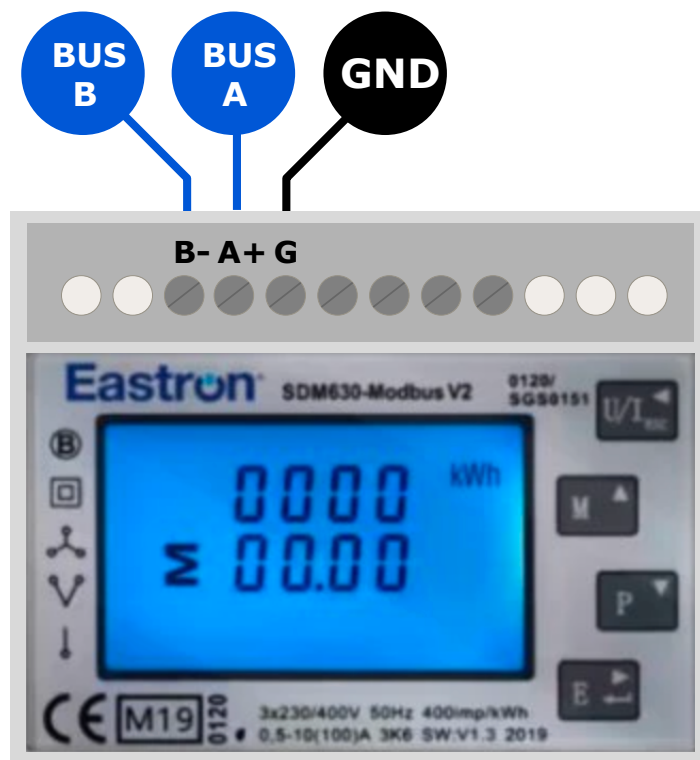 BUS
B
BUS
A
GND
B- A+ G
Eastron
SDM630-Modbus V2
0120/
SGS0151
U/I esc
B
kWh
0000
M 00.00
M
P
E
CE M19 0120
3x230/400V 50Hz 400imp/kWh
0,5-10(100)A 3K6 SW:V1.3 2019